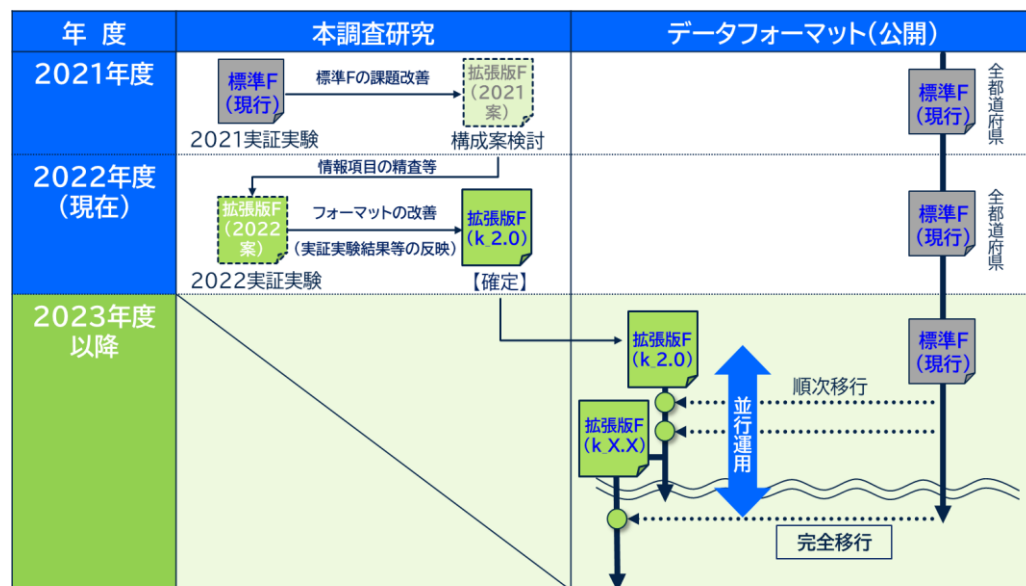 年 度
本調査研究
データフォーマット(公開)
2021年度
標準F
(現行)
標準Fの課題改善
拡張版F
(2021
案)
2021実証実験
構成案検討
標準F
(現行)
全都道府県
2022年度
(現在)
情報項目の精査等
拡張版F
(2022
案)
フォーマットの改善
(実証実験結果等の反映)
拡張版F
(k_2.0)
2022実証実験
【確定】
標準F
(現行)
全都道府県
2023年度
以降
拡張版F
(k_2.0)
標準F
(現行)
順次移行
拡張版F
(k_X.X)
並行運用
完全移行